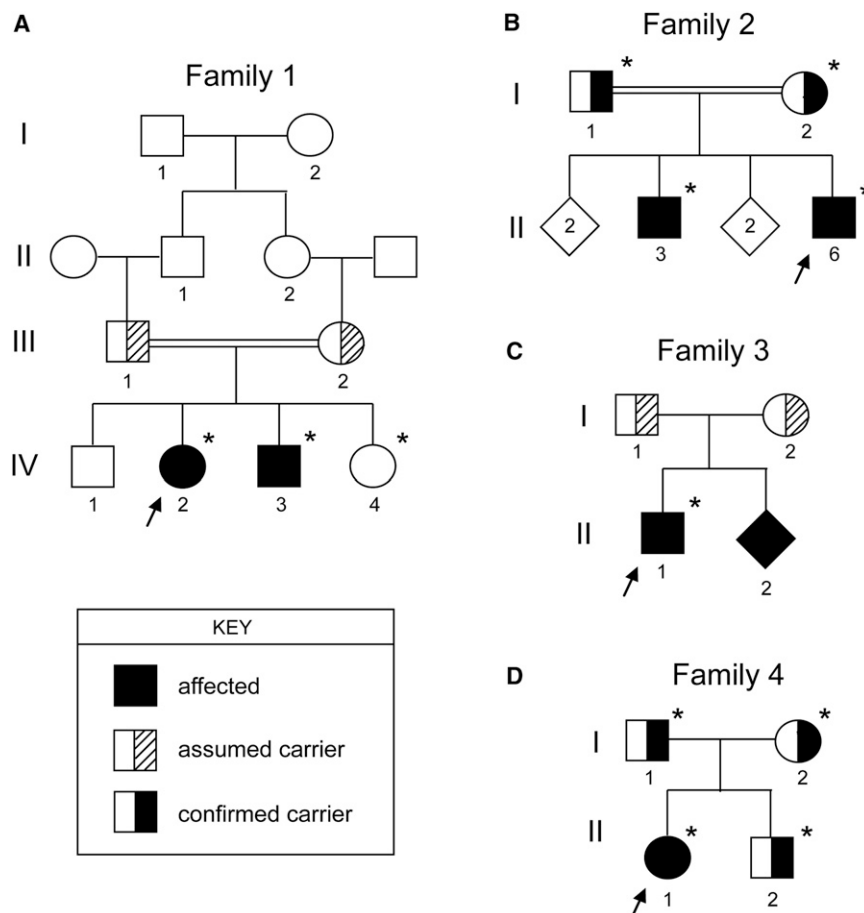 A
Family 1
I
1
2
II
1
2
III
1
2
IV
*
*
*
1
2
3
4
KEY
affected
assumed carrier
confirmed carrier
B
Family 2
*
*
I
1
2
*
*
II
2
2
3
6
C
Family 3
I
1
2
*
II
1
2
D
Family 4
*
*
I
1
2
*
*
II
1
2